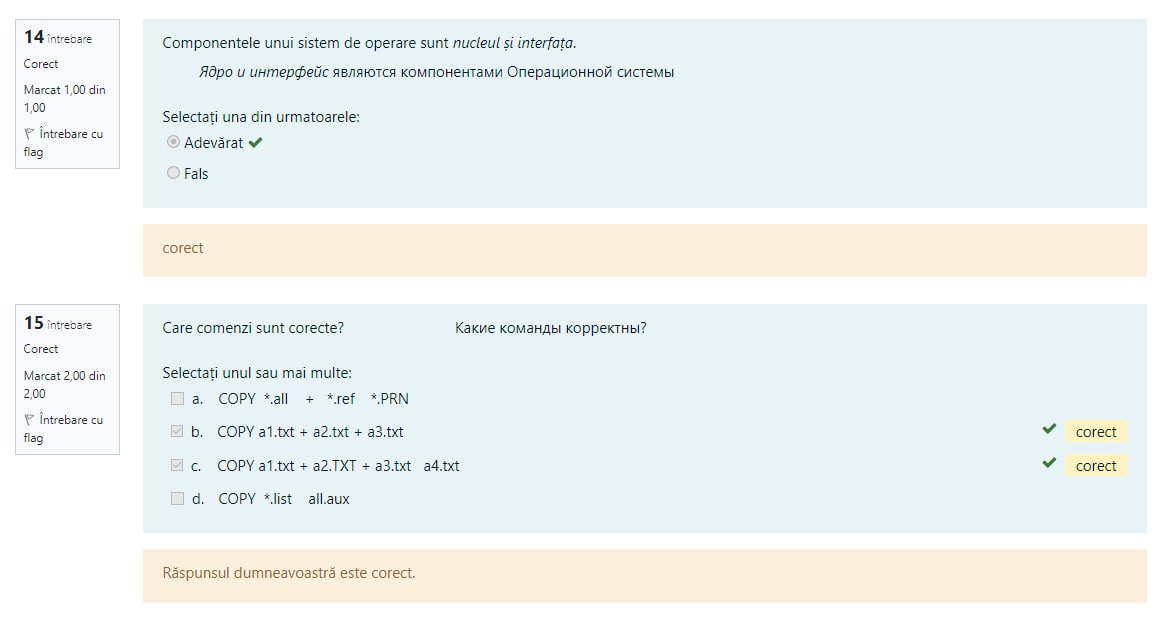 14 întrebare
Corect
Marcat 1,00 din
1,00
Întrebare cu
flag
Componentele unui sistem de operare sunt nucleul și interfața.
Ядро и интерфейс являются компонентами Операционной системы
Selectați una din urmatoarele:
Adevărat
Fals
corect
15 întrebare
Corect
Marcat 2,00 din
2,00
Întrebare cu
flag
Care comenzi sunt corecte? Какие команды корректны?
Selectați unul sau mai multe:
a. COPY *.all + *.ref *.PRN
b. COPY a1.txt + a2.txt + a3.txt corect
c. COPY a1.txt + a2.TXT + a3.txt a4.txt corect
d. COPY *.list all.aux
Răspunsul dumneavoastră este corect.